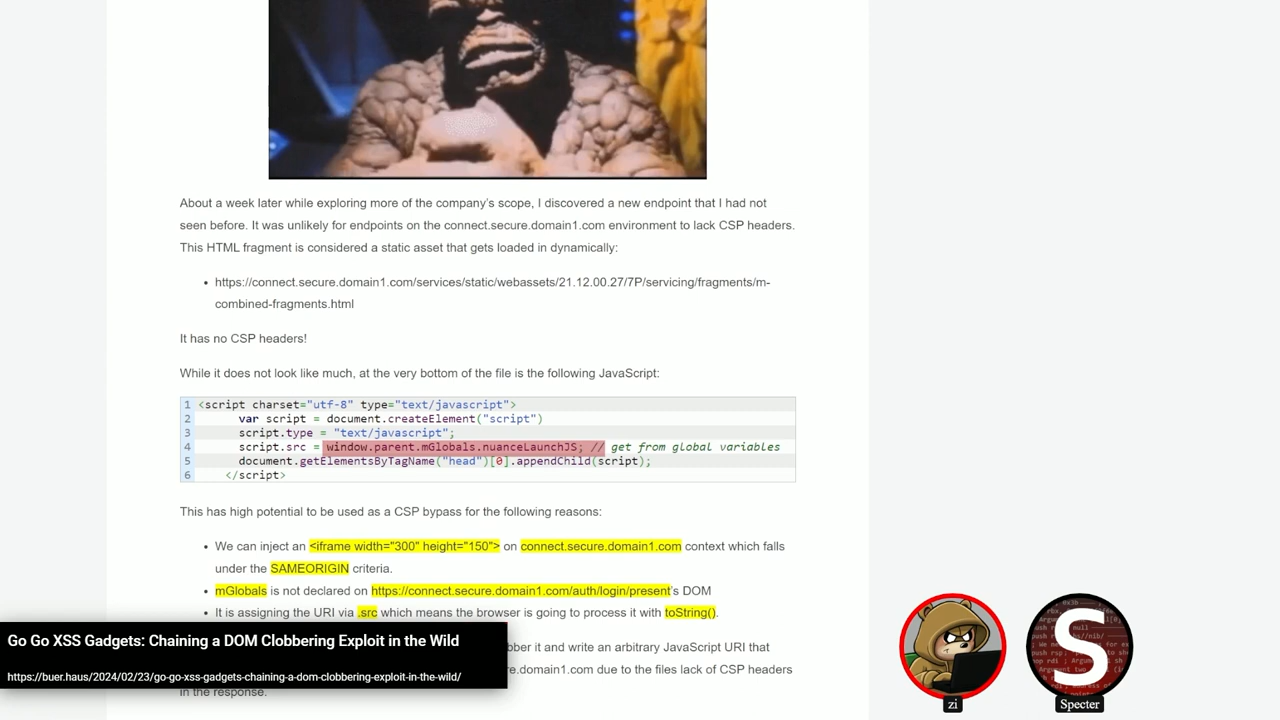 About a week later while exploring more of the company's scope, I discovered a new endpoint that I had not
seen before. It was unlikely for endpoints on the connect.secure.domain1.com environment to lack CSP headers.
This HTML fragment is considered a static asset that gets loaded in dynamically:
• https://connect.secure.domain1.com/services/static/webassets/21.12.00.27/7P/servicing/fragments/m-
combined-fragments.html
It has no CSP headers!
While it does not look like much, at the very bottom of the file is the following JavaScript:
1 <script charset="utf-8" type="text/javascript">
2 var script = document.createElement("script")
3 script.type = "text/javascript";
4 script.src = window.parent.mGlobals.nuanceLaunchJS; // get from global variables
5 document.getElementsByTagName("head")[0].appendChild(script);
6 </script>
This has high potential to be used as a CSP bypass for the following reasons:
• We can inject an <iframe width="300" height="150"> on connect.secure.domain1.com context which falls
under the SAMEORIGIN criteria.
• mGlobals is not declared on https://connect.secure.domain1.com/auth/login/present's DOM
• It is assigning the URI via .src which means the browser is going to process it with toString().
bber it and write an arbitrary JavaScript URI that
re.domain1.com due to the files lack of CSP headers
in the response.
Go Go XSS Gadgets: Chaining a DOM Clobbering Exploit in the Wild
https://buer.haus/2024/02/23/go-go-xss-gadgets-chaining-a-dom-clobbering-exploit-in-the-wild/
zi
S
Specter